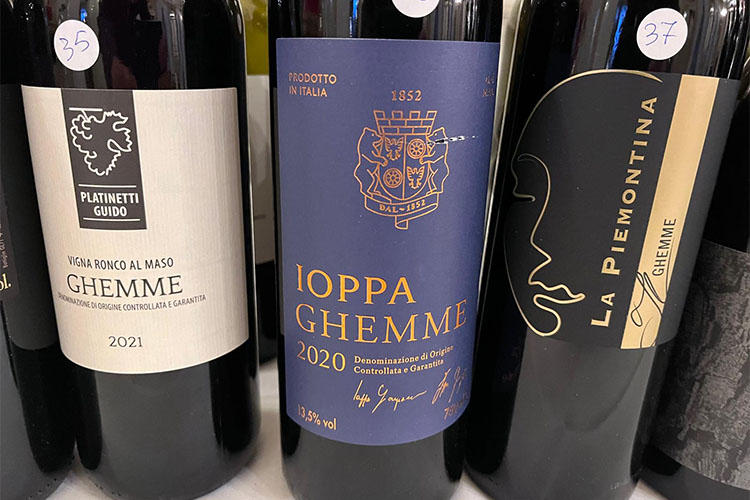 35
PLATINETTI
GUIDO
VIGNA RONCO AL MASO
GHEMME
DENOMINAZIONE DI ORIGINE CONTROLLATA E GARANTITA
2021
PRODOTTO
IN ITALIA
1852
DAL 1852
IOPPA
GHEMME
2020
Denominazione di Origine
Controllata e Garantita
13,5% vol
37
LA PIEMONTINA
GHEMME